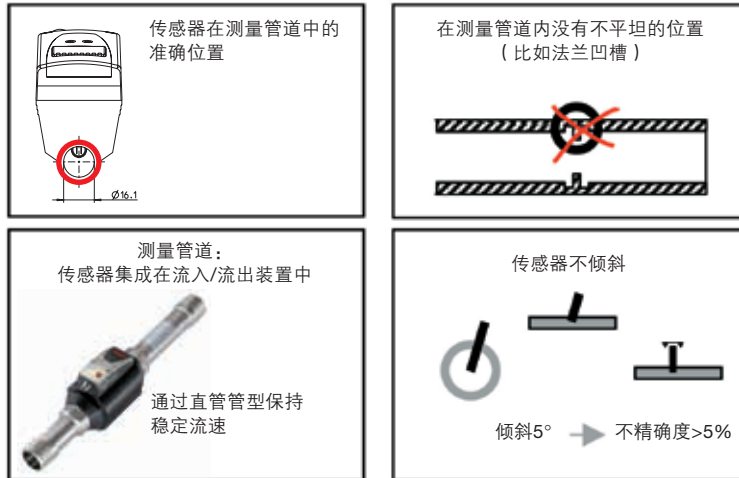 传感器在测量管道中的
准确位置
Ø16.1
在测量管道内没有不平坦的位置
（比如法兰凹槽）
测量管道：
传感器集成在流入/流出装置中
通过直管管型保持
稳定流速
传感器不倾斜
倾斜5° 不精确度>5%